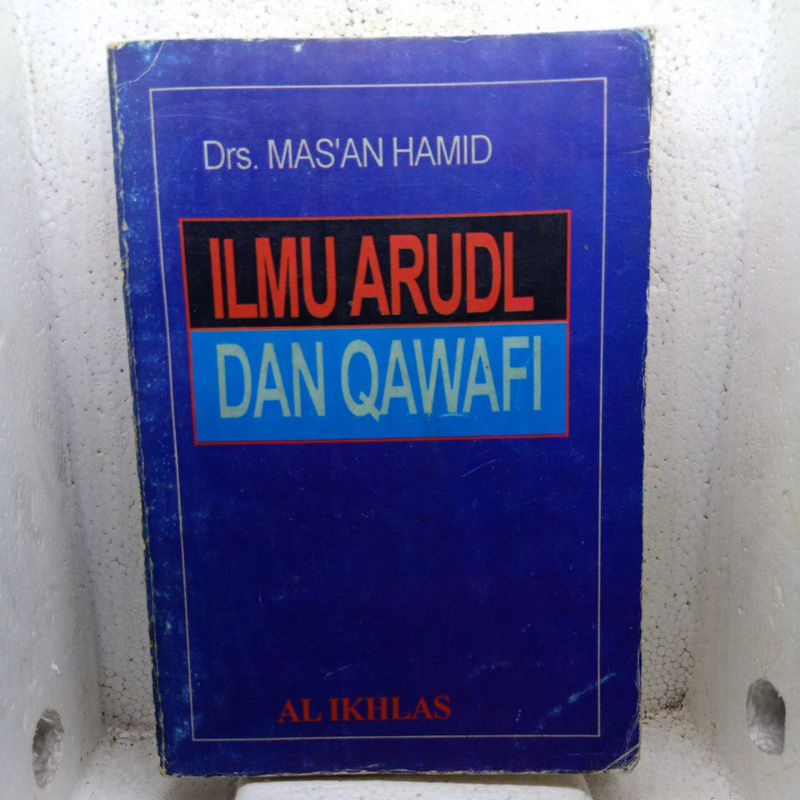 Drs. MAS'AN HAMID
ILMU ARUDL
DAN QAWAFI
AL IKHLAS